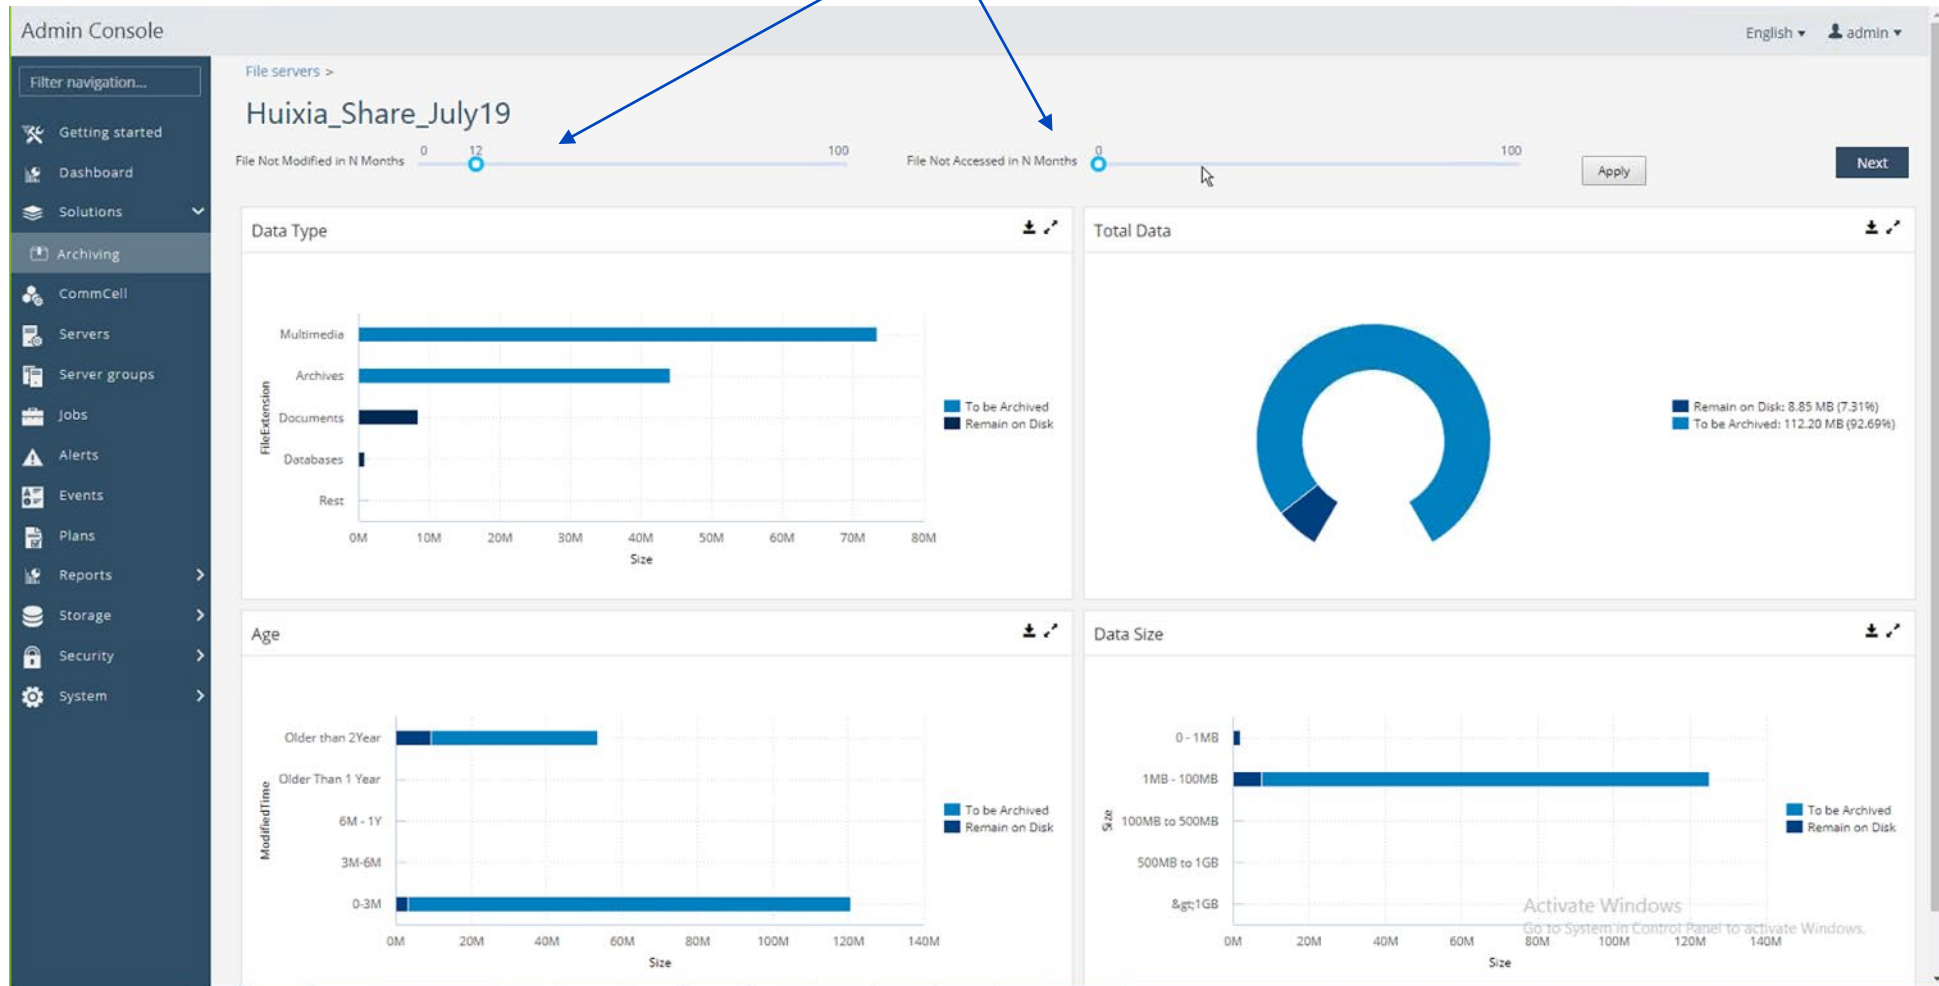 Admin Console
English
admin
Filter navigation...
Getting started
Dashboard
Solutions
Archiving
CommCell
Servers
Server groups
Jobs
Alerts
Events
Plans
Reports
Storage
Security
System
File servers >
Huixia_Share_July19
File Not Modified in N Months
0 12 100
File Not Accessed in N Months
0 100
Apply
Next
Data Type
FileExtension
Multimedia
Archives
Documents
Databases
Rest
0M 10M 20M 30M 40M 50M 60M 70M 80M
Size
To be Archived
Remain on Disk
Total Data
Remain on Disk: 8.85 MB (7.31%)
To be Archived: 112.20 MB (92.69%)
Age
ModifiedTime
Older than 2Year
Older Than 1 Year
6M - 1Y
3M-6M
0-3M
0M 20M 40M 60M 80M 100M 120M 140M
Size
To be Archived
Remain on Disk
Data Size
Size
0 - 1MB
1MB - 100MB
100MB to 500MB
500MB to 1GB
&gt;1GB
0M 20M 40M 60M 80M 100M 120M 140M
Size
To be Archived
Remain on Disk
Activate Windows
Go to System in Control Panel to activate Windows.